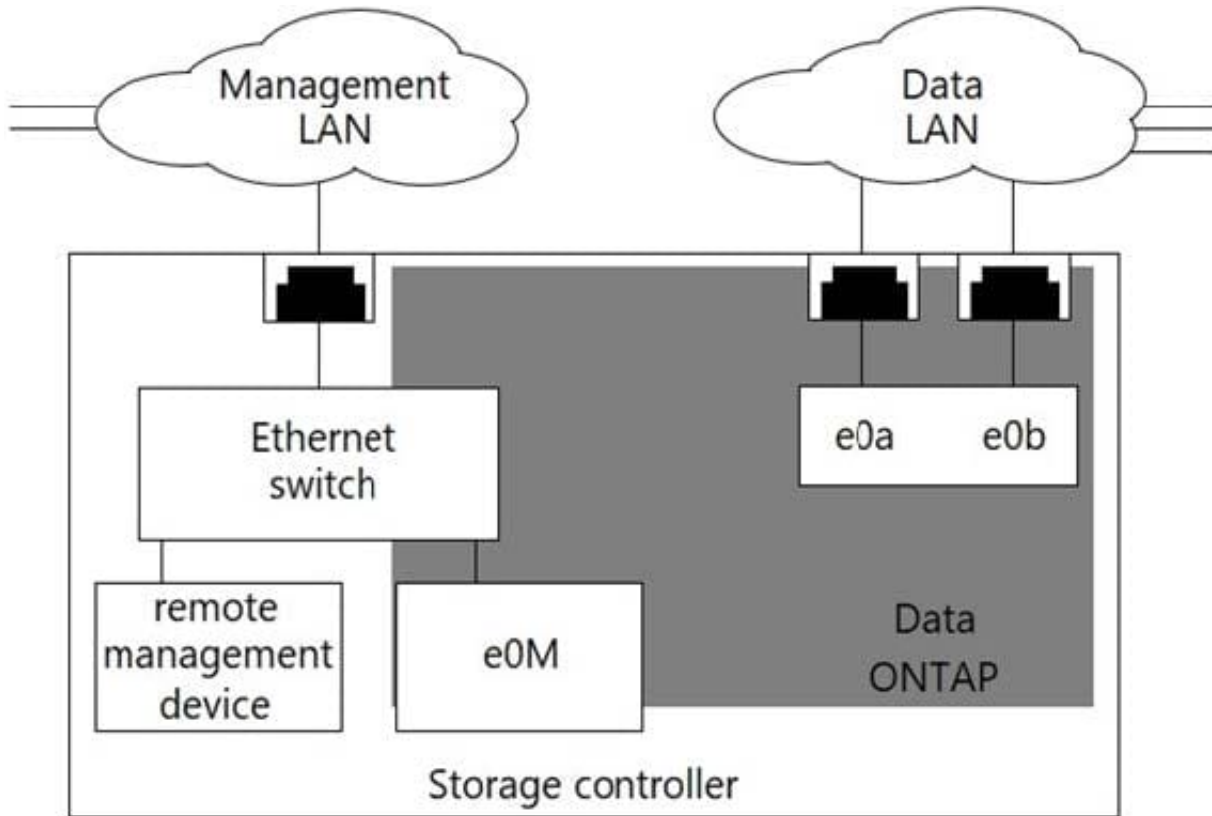 Management
LAN
Data
LAN
e0a
e0b
Ethernet
switch
remote
management
device
e0M
Data
ONTAP
Storage controller